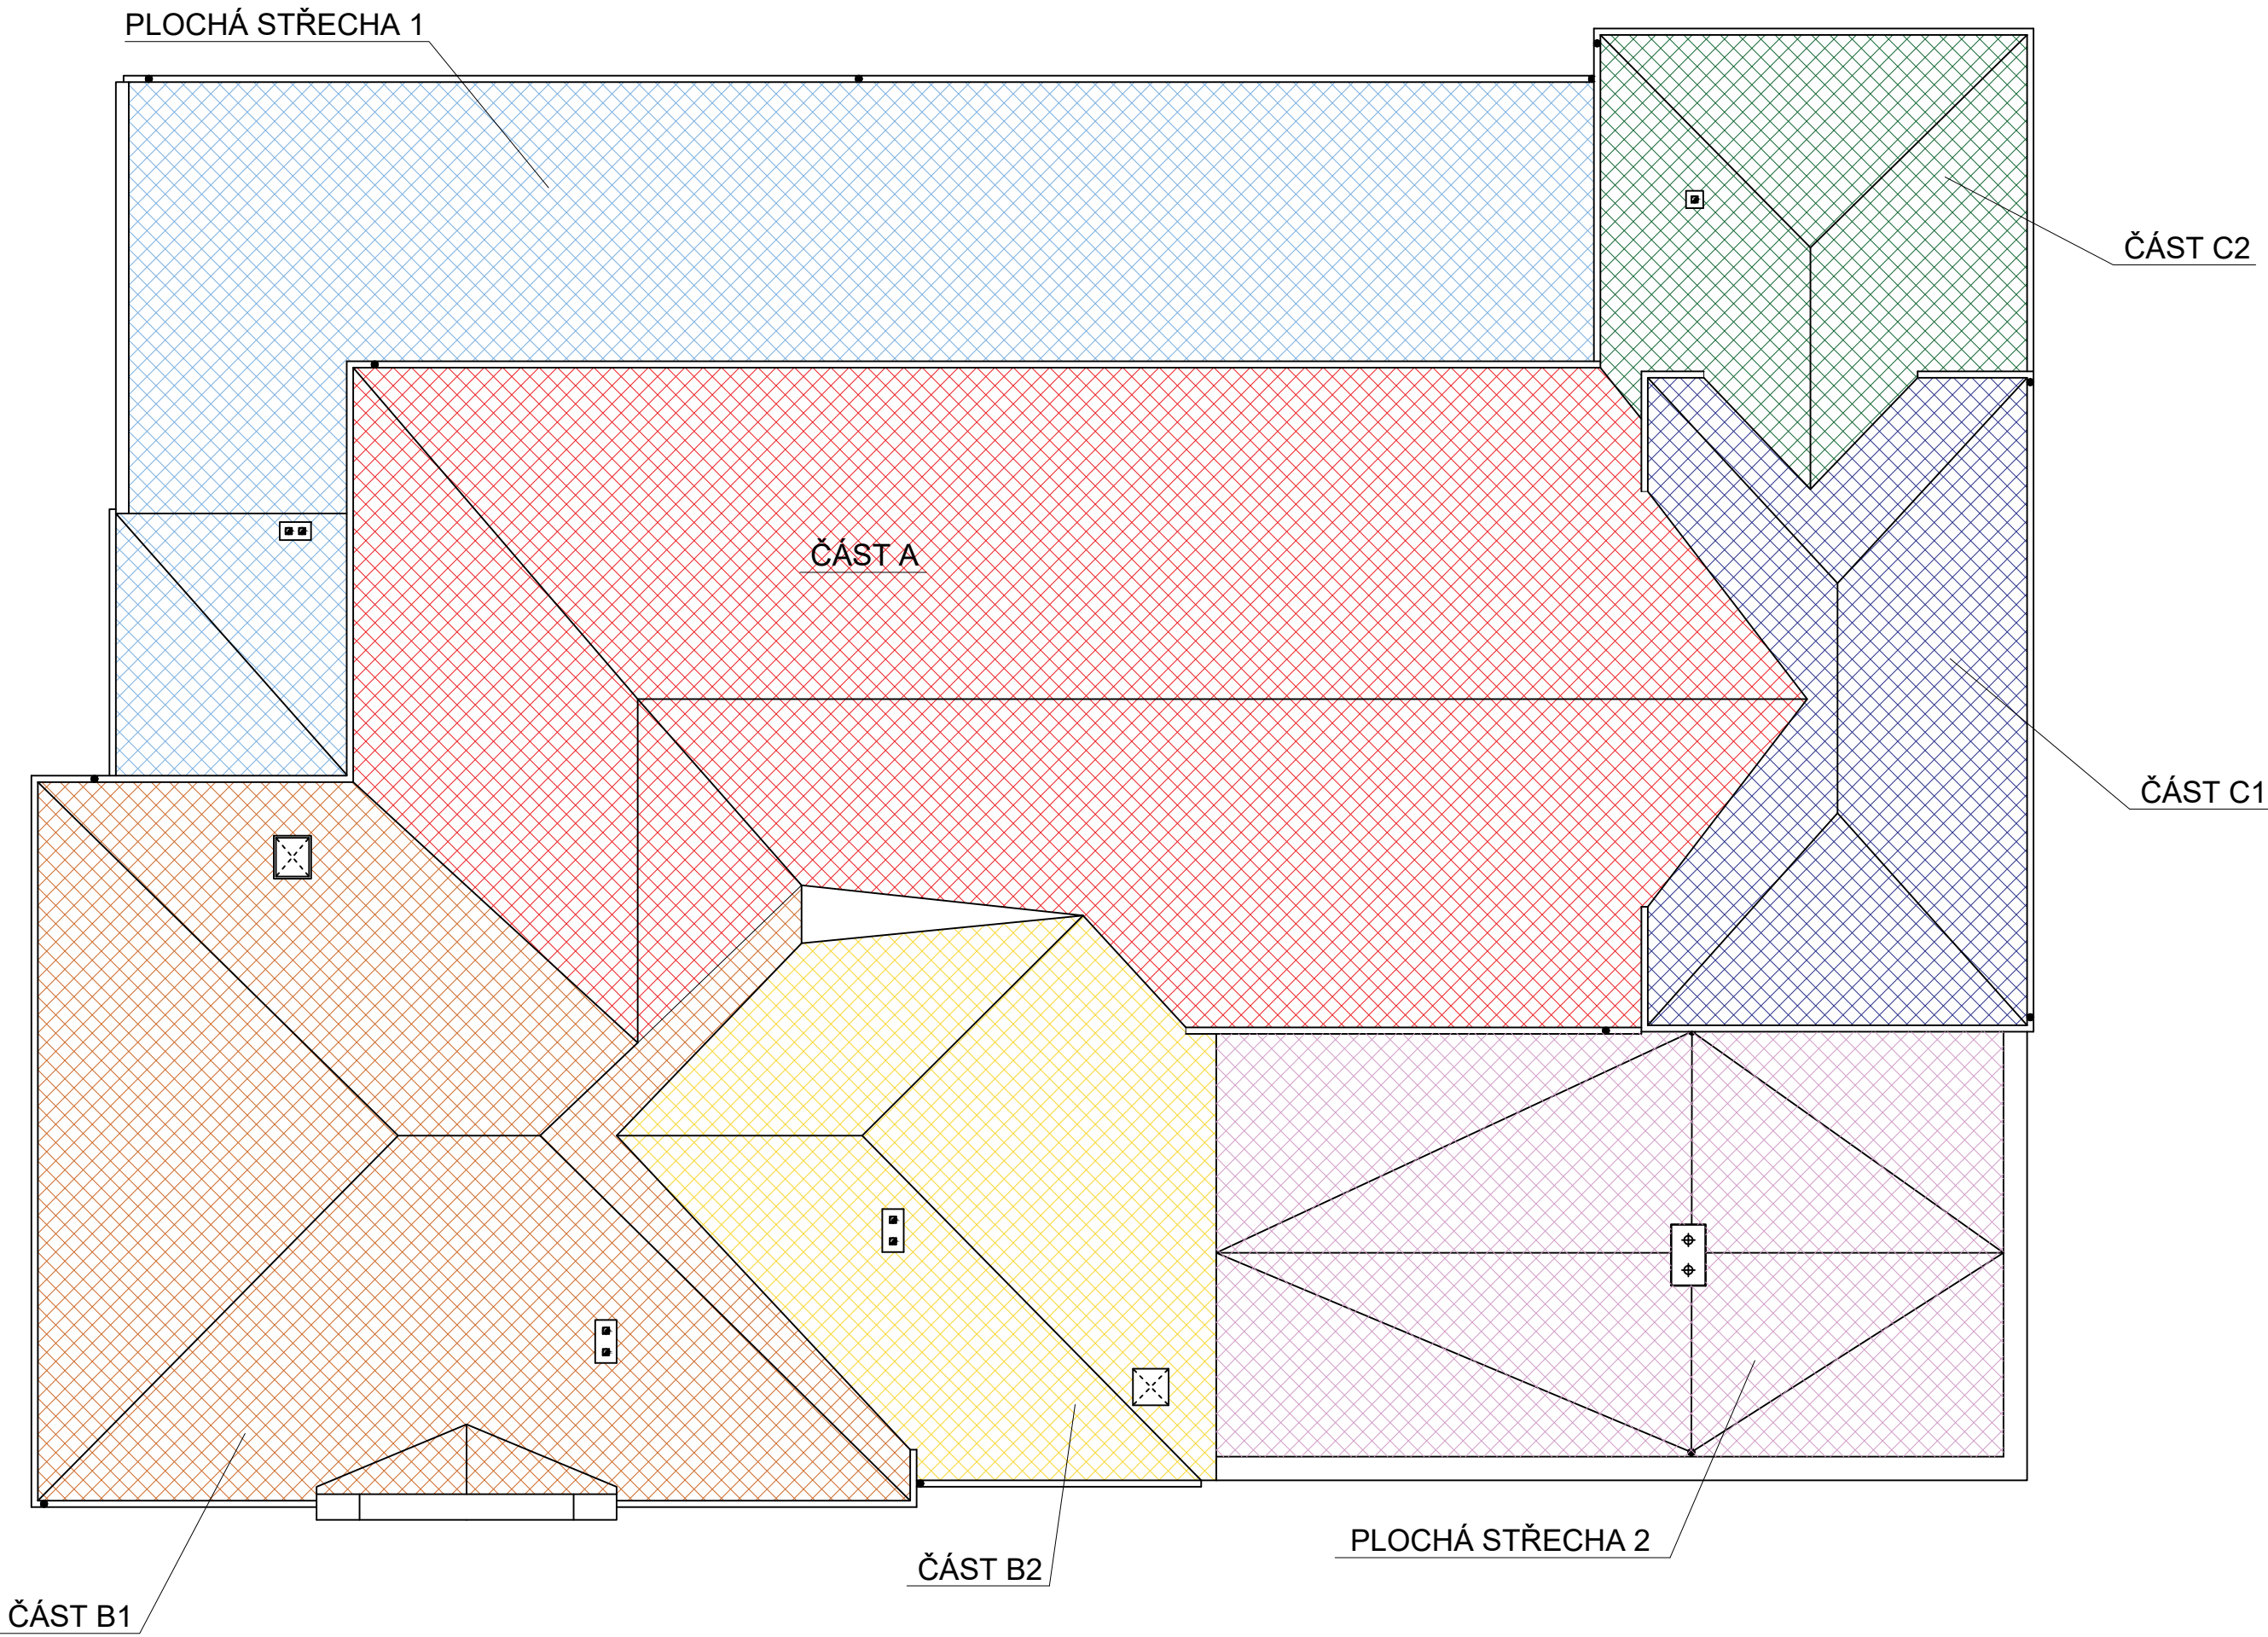 PLOCHÁ STŘECHA 1
ČÁST C2
ČÁST A
ČÁST C1
PLOCHÁ STŘECHA 2
ČÁST B2
ČÁST B1